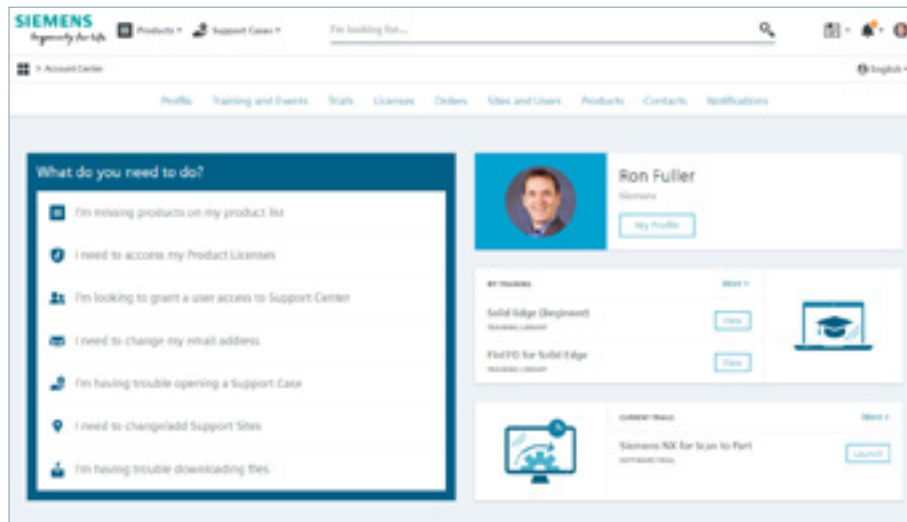 SIEMENS
Ingenuity for life
Products
Support Cases
I'm looking for...
> Account Center
English
Profile Training and Events Trials Licenses Orders Sites and Users Products Contacts Notifications
What do you need to do?
I'm missing products on my product list
I need to access my Product Licenses
I'm looking to grant a user access to Support Center
I need to change my email address
I'm having trouble opening a Support Case
I need to change/add Support Sites
I'm having trouble downloading files
Ron Fuller
Siemens
My Profile
MY TRAINING
More >
Solid Edge (Beginner)
TRAINING LIBRARY
View
for Solid Edge
TRAINING LIBRARY
View
CURRENT TRIALS
More >
Siemens NX for Scan to Part
SOFTWARE TRIAL
Launch